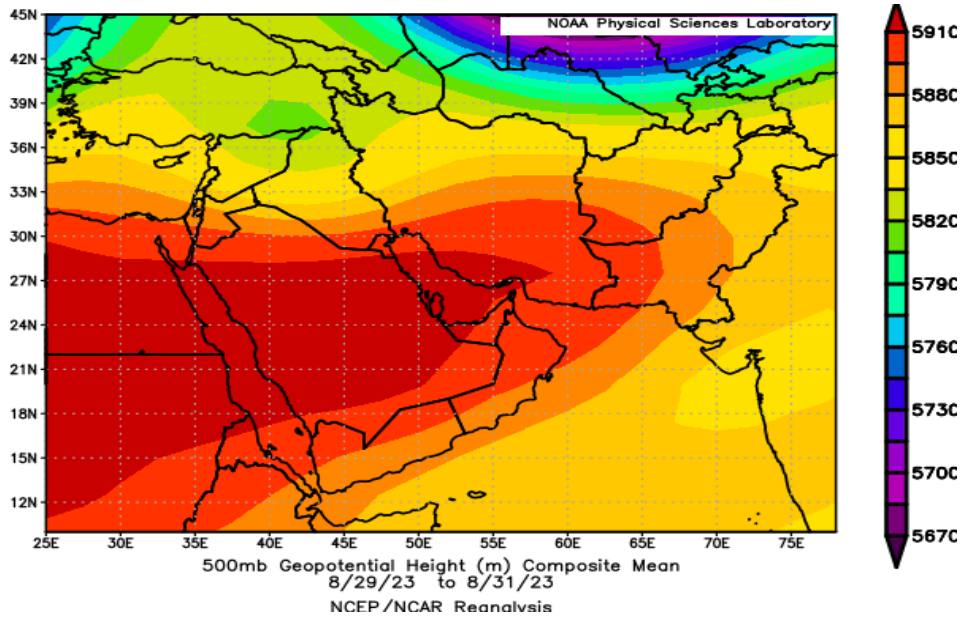 NOAA Physical Sciences Laboratory
45N
42N
39N
36N
33N
30N
27N
24N
21N
18N
15N
12N
25E 30E 35E 40E 45E 50E 55E 60E 65E 70E 75E
5910
5880
5850
5820
5790
5760
5730
5700
5670
500mb Geopotential Height (m) Composite Mean
8/29/23 to 8/31/23
NCEP/NCAR Reanalysis